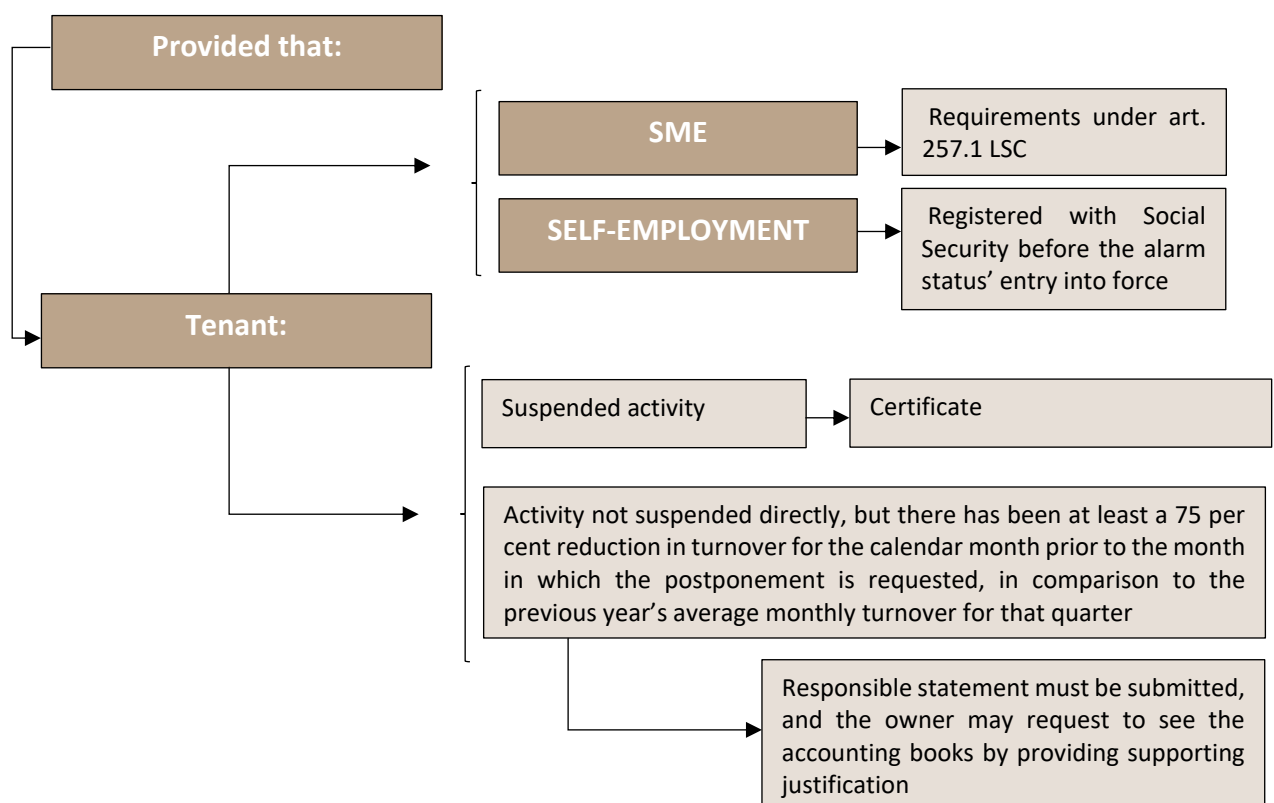 Provided that:
SME
Requirements under art.
257.1 LSC
SELF-EMPLOYMENT
Registered with Social
Security before the alarm
status’ entry into force
Tenant:
Suspended activity
Certificate
Activity not suspended directly, but there has been at least a 75 per
cent reduction in turnover for the calendar month prior to the month
in which the postponement is requested, in comparison to the
previous year’s average monthly turnover for that quarter
Responsible statement must be submitted,
and the owner may request to see the
accounting books by providing supporting
justification